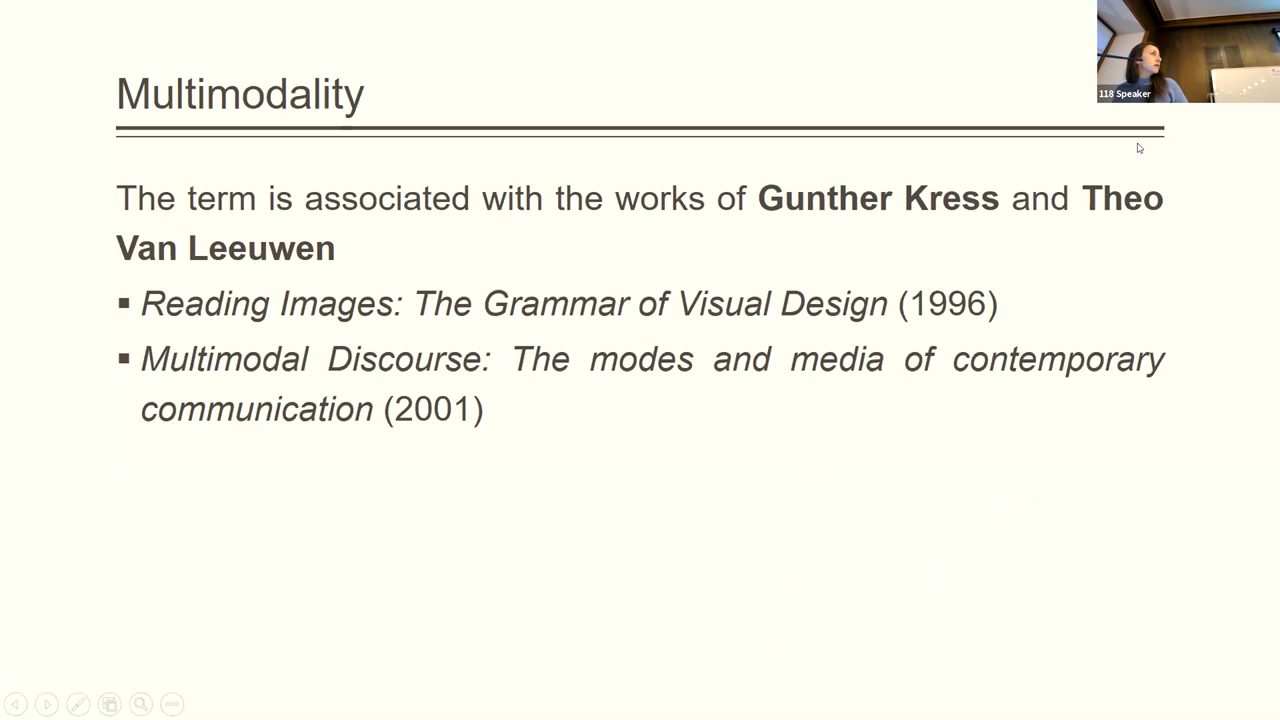 118 Speaker
Multimodality
The term is associated with the works of Gunther Kress and Theo
Van Leeuwen
▪ Reading Images: The Grammar of Visual Design (1996)
▪ Multimodal Discourse: The modes and media of contemporary
communication (2001)